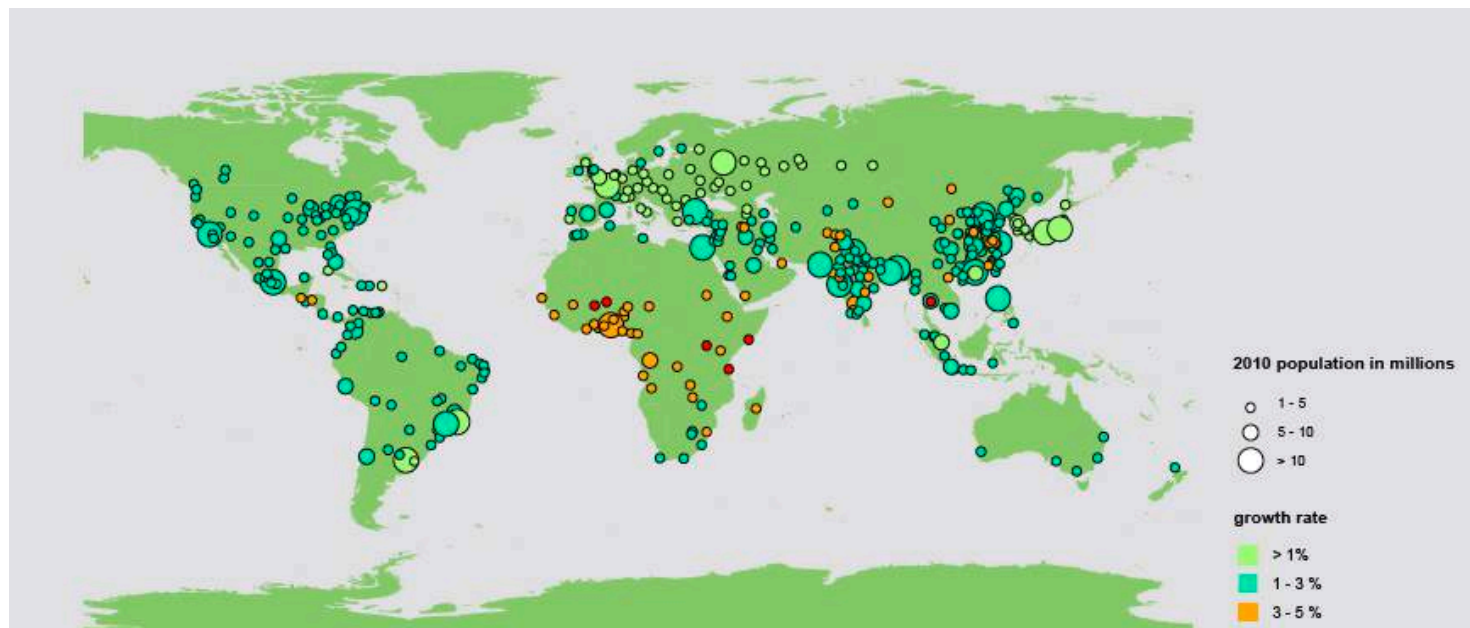 2010 population in millions
1 - 5
5 - 10
> 10
growth rate
> 1%
1 - 3 %
3 - 5 %